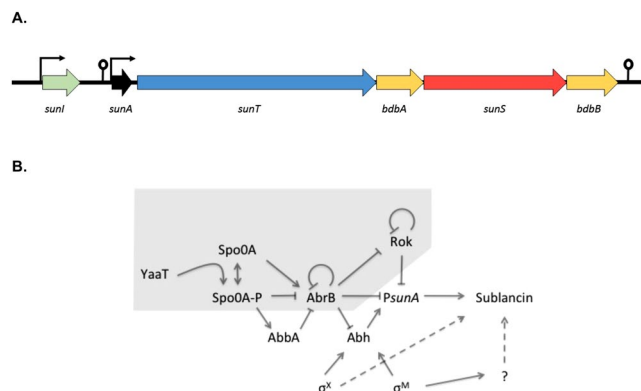 A.
sunI sunA sunT bdbA sunS bdbB
B.
Rok
Spo0A
YaaT
Spo0A-P AbrB PsunA Sublancin
AbbA Abh
σX σM ?